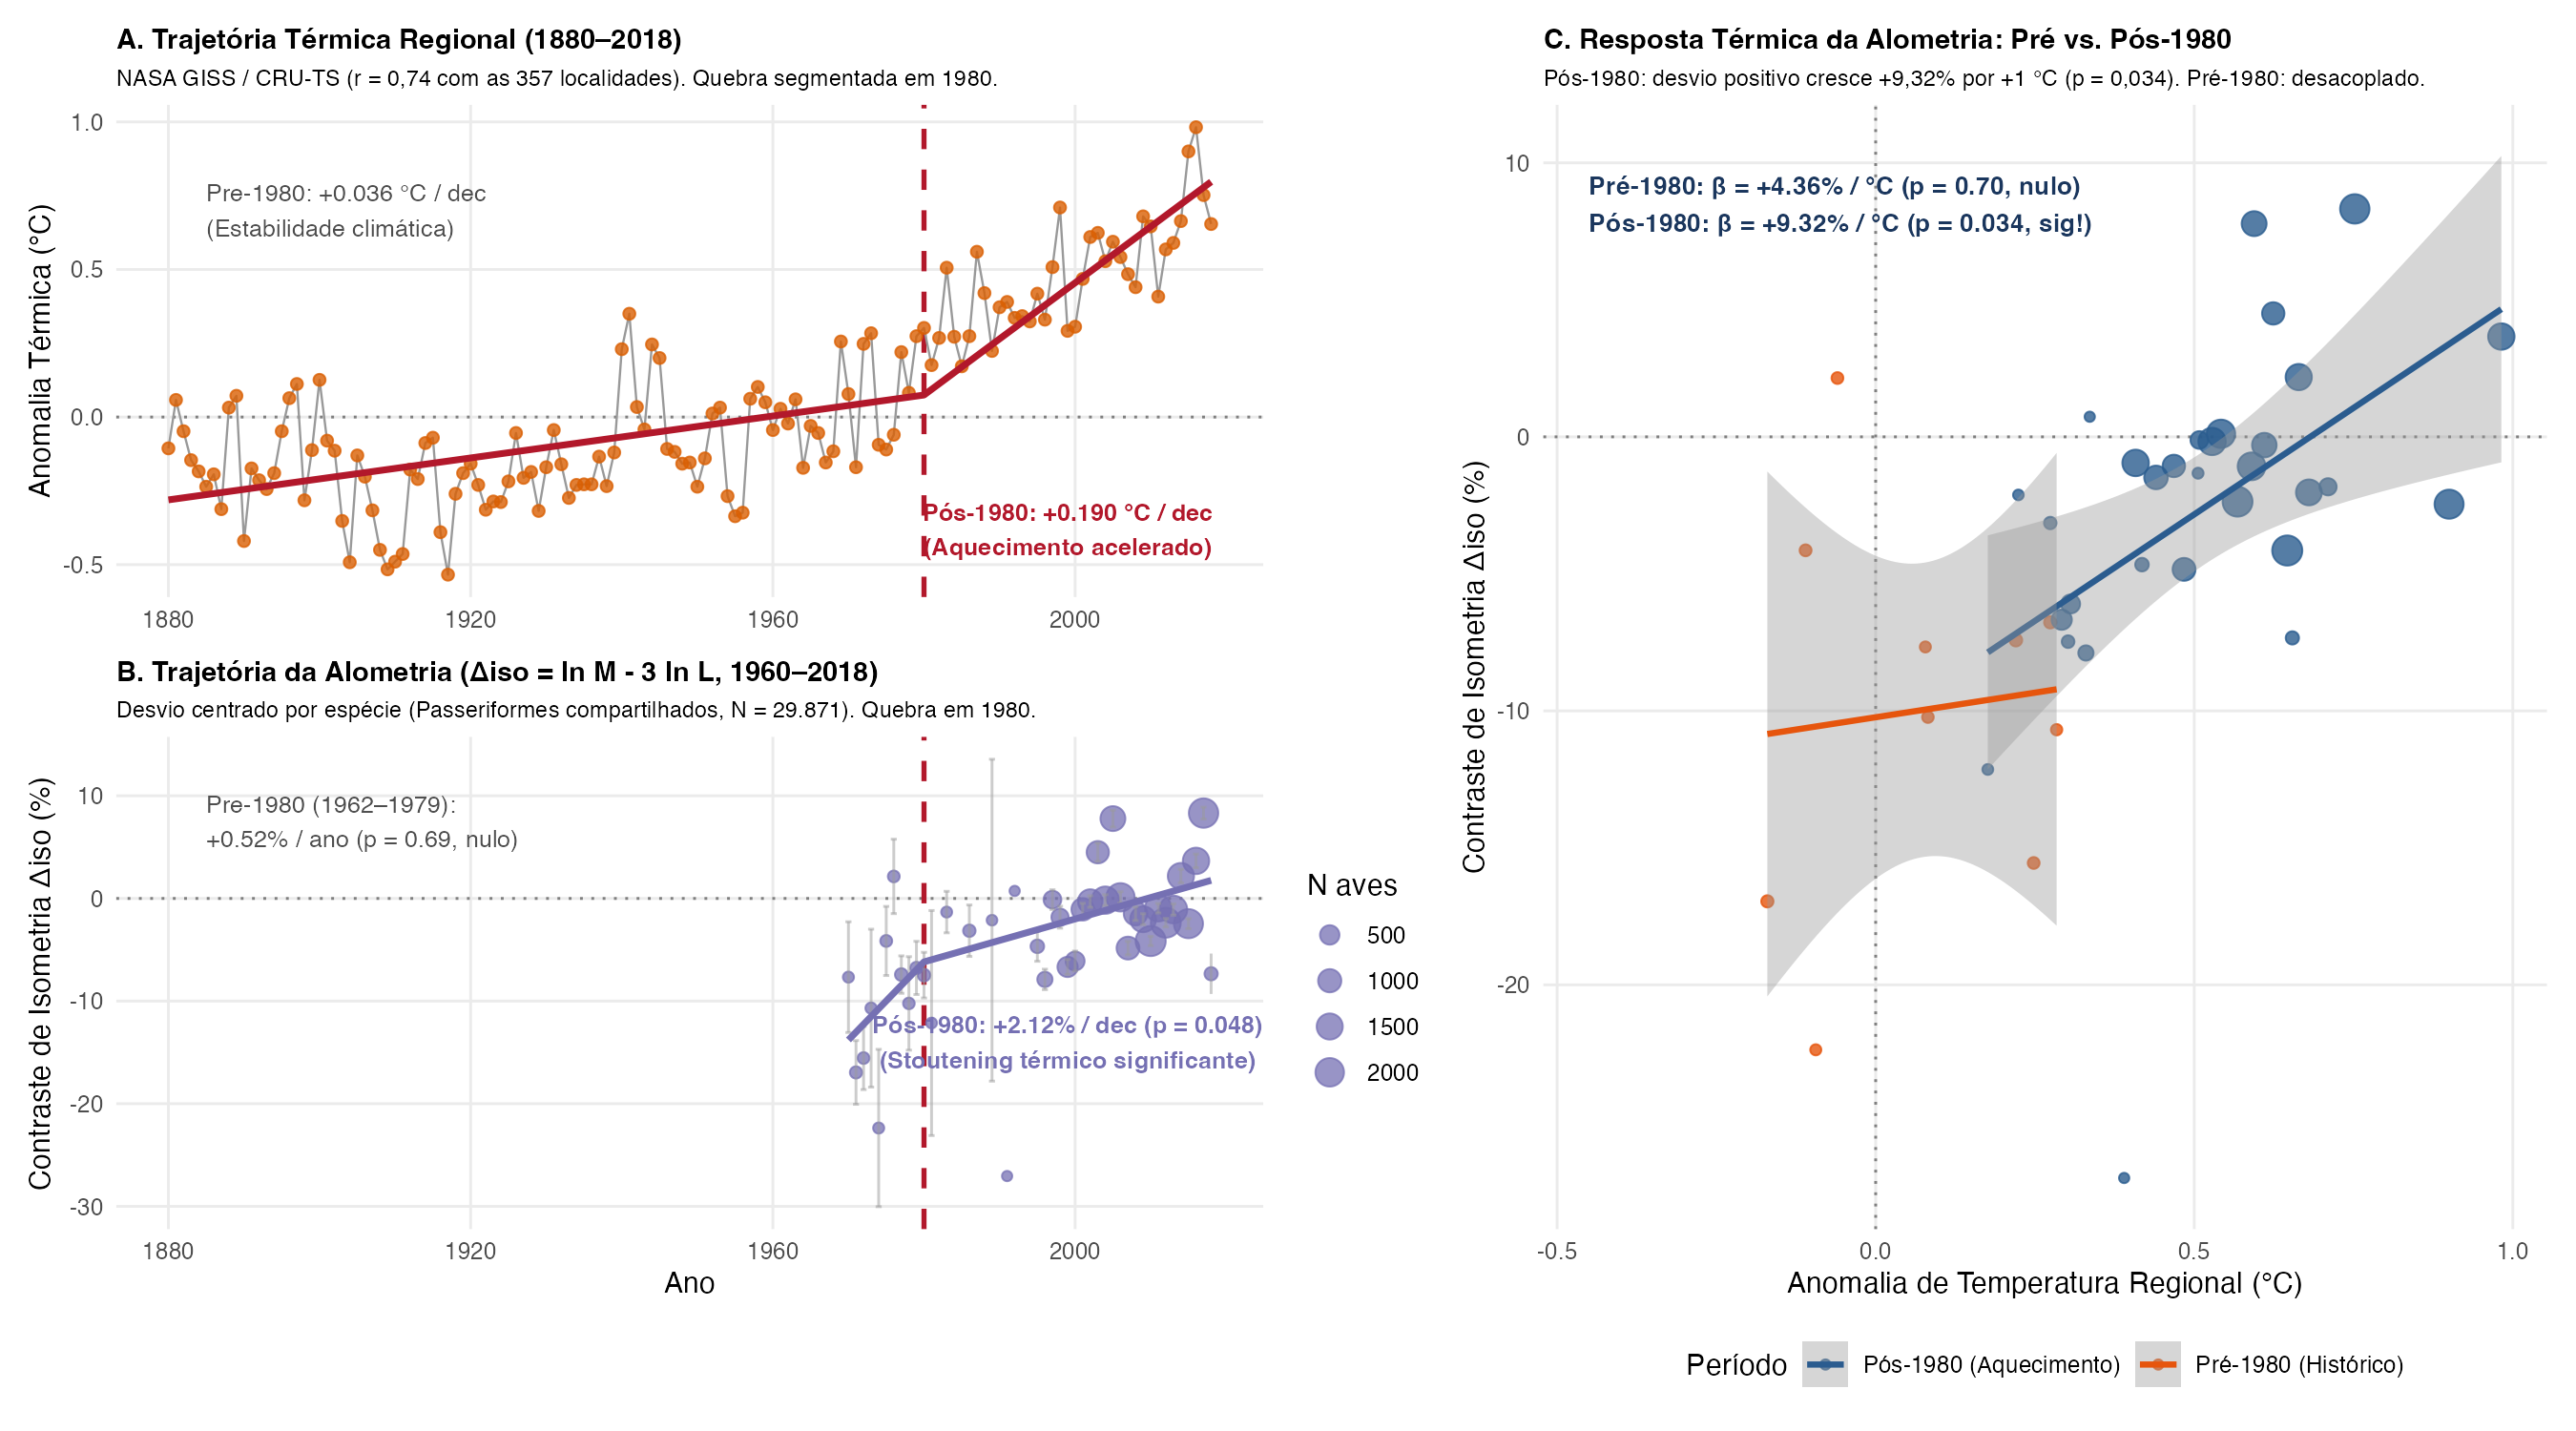 A. Trajetória Térmica Regional (1880–2018)
NASA GISS / CRU-TS (r = 0,74 com as 357 localidades). Quebra segmentada em 1980.
Anomalia Térmica (°C)
1.0
0.5
0.0
-0.5
Pre-1980: +0.036 °C / dec
(Estabilidade climática)
Pós-1980: +0.190 °C / dec
(Aquecimento acelerado)
1880
1920
1960
2000
B. Trajetória da Alometria (Δiso = ln M - 3 ln L, 1960–2018)
Desvio centrado por espécie (Passeriformes compartilhados, N = 29.871). Quebra em 1980.
Contraste de Isometria Δiso (%)
10
0
-10
-20
-30
Pre-1980 (1962–1979):
+0.52% / ano (p = 0.69, nulo)
Pós-1980: +2.12% / dec (p = 0.048)
(Stoutening térmico significante)
1880
1920
1960
2000
Ano
N aves
500
1000
1500
2000
C. Resposta Térmica da Alometria: Pré vs. Pós-1980
Pós-1980: desvio positivo cresce +9,32% por +1 °C (p = 0,034). Pré-1980: desacoplado.
Contraste de Isometria Δiso (%)
10
0
-10
-20
Pré-1980: β = +4.36% / °C (p = 0.70, nulo)
Pós-1980: β = +9.32% / °C (p = 0.034, sig!)
-0.5
0.0
0.5
1.0
Anomalia de Temperatura Regional (°C)
Período
Pós-1980 (Aquecimento)
Pré-1980 (Histórico)